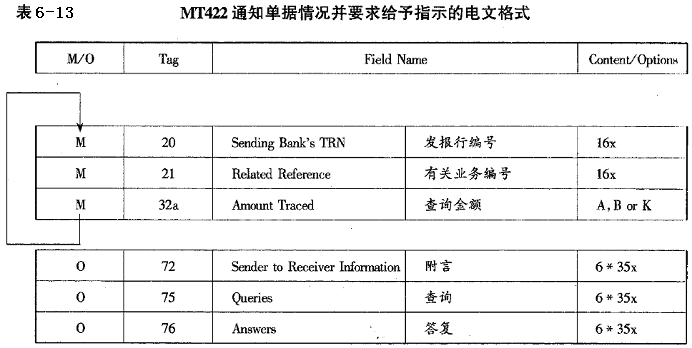 表6-13 MT422通知单据情况并要求给予指示的电文格式
M/O Tag Field Name Content/Options
M 20 Sending Bank's TRN 发报行编号 16x
M 21 Related Reference 有关业务编号 16x
M 32a Amount Traced 查询金额 A,B or K
O 72 Sender to Receiver Information 附言 6*35x
O 75 Queries 查询 6*35x
O 76 Answers 答复 6*35x